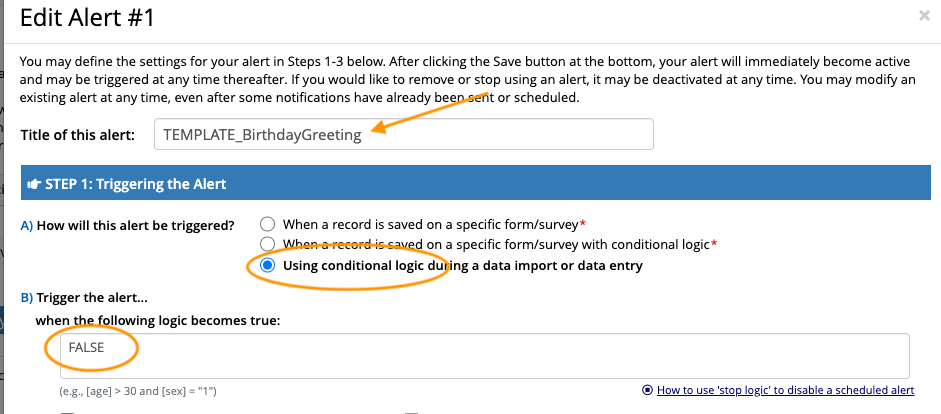 Edit Alert #1
×
You may define the settings for your alert in Steps 1-3 below. After clicking the Save button at the bottom, your alert will immediately become active
and may be triggered at any time thereafter. If you would like to remove or stop using an alert, it may be deactivated at any time. You may modify an
existing alert at any time, even after some notifications have already been sent or scheduled.
Title of this alert: TEMPLATE_BirthdayGreeting
STEP 1: Triggering the Alert
A) How will this alert be triggered?
When a record is saved on a specific form/survey*
When a record is saved on a specific form/survey with conditional logic*
Using conditional logic during a data import or data entry
B) Trigger the alert...
when the following logic becomes true:
FALSE
(e.g., [age] > 30 and [sex] = "1")
How to use 'stop logic' to disable a scheduled alert